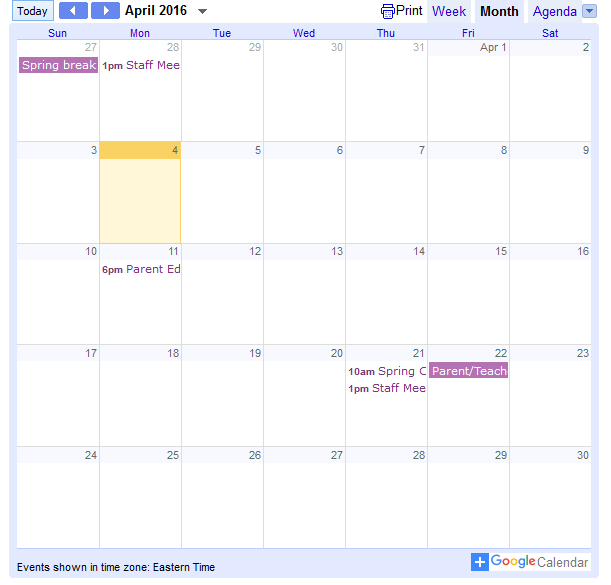 Today April 2016 Print Week Month Agenda
Sun Mon Tue Wed Thu Fri Sat
27 28 29 30 31 Apr 1 2
Spring break 1pm Staff Mee
3 4 5 6 7 8 9
10 11 12 13 14 15 16
6pm Parent Ed
17 18 19 20 21 22 23
10am Spring C Parent/Teach
1pm Staff Mee
24 25 26 27 28 29 30
Events shown in time zone: Eastern Time
Google Calendar